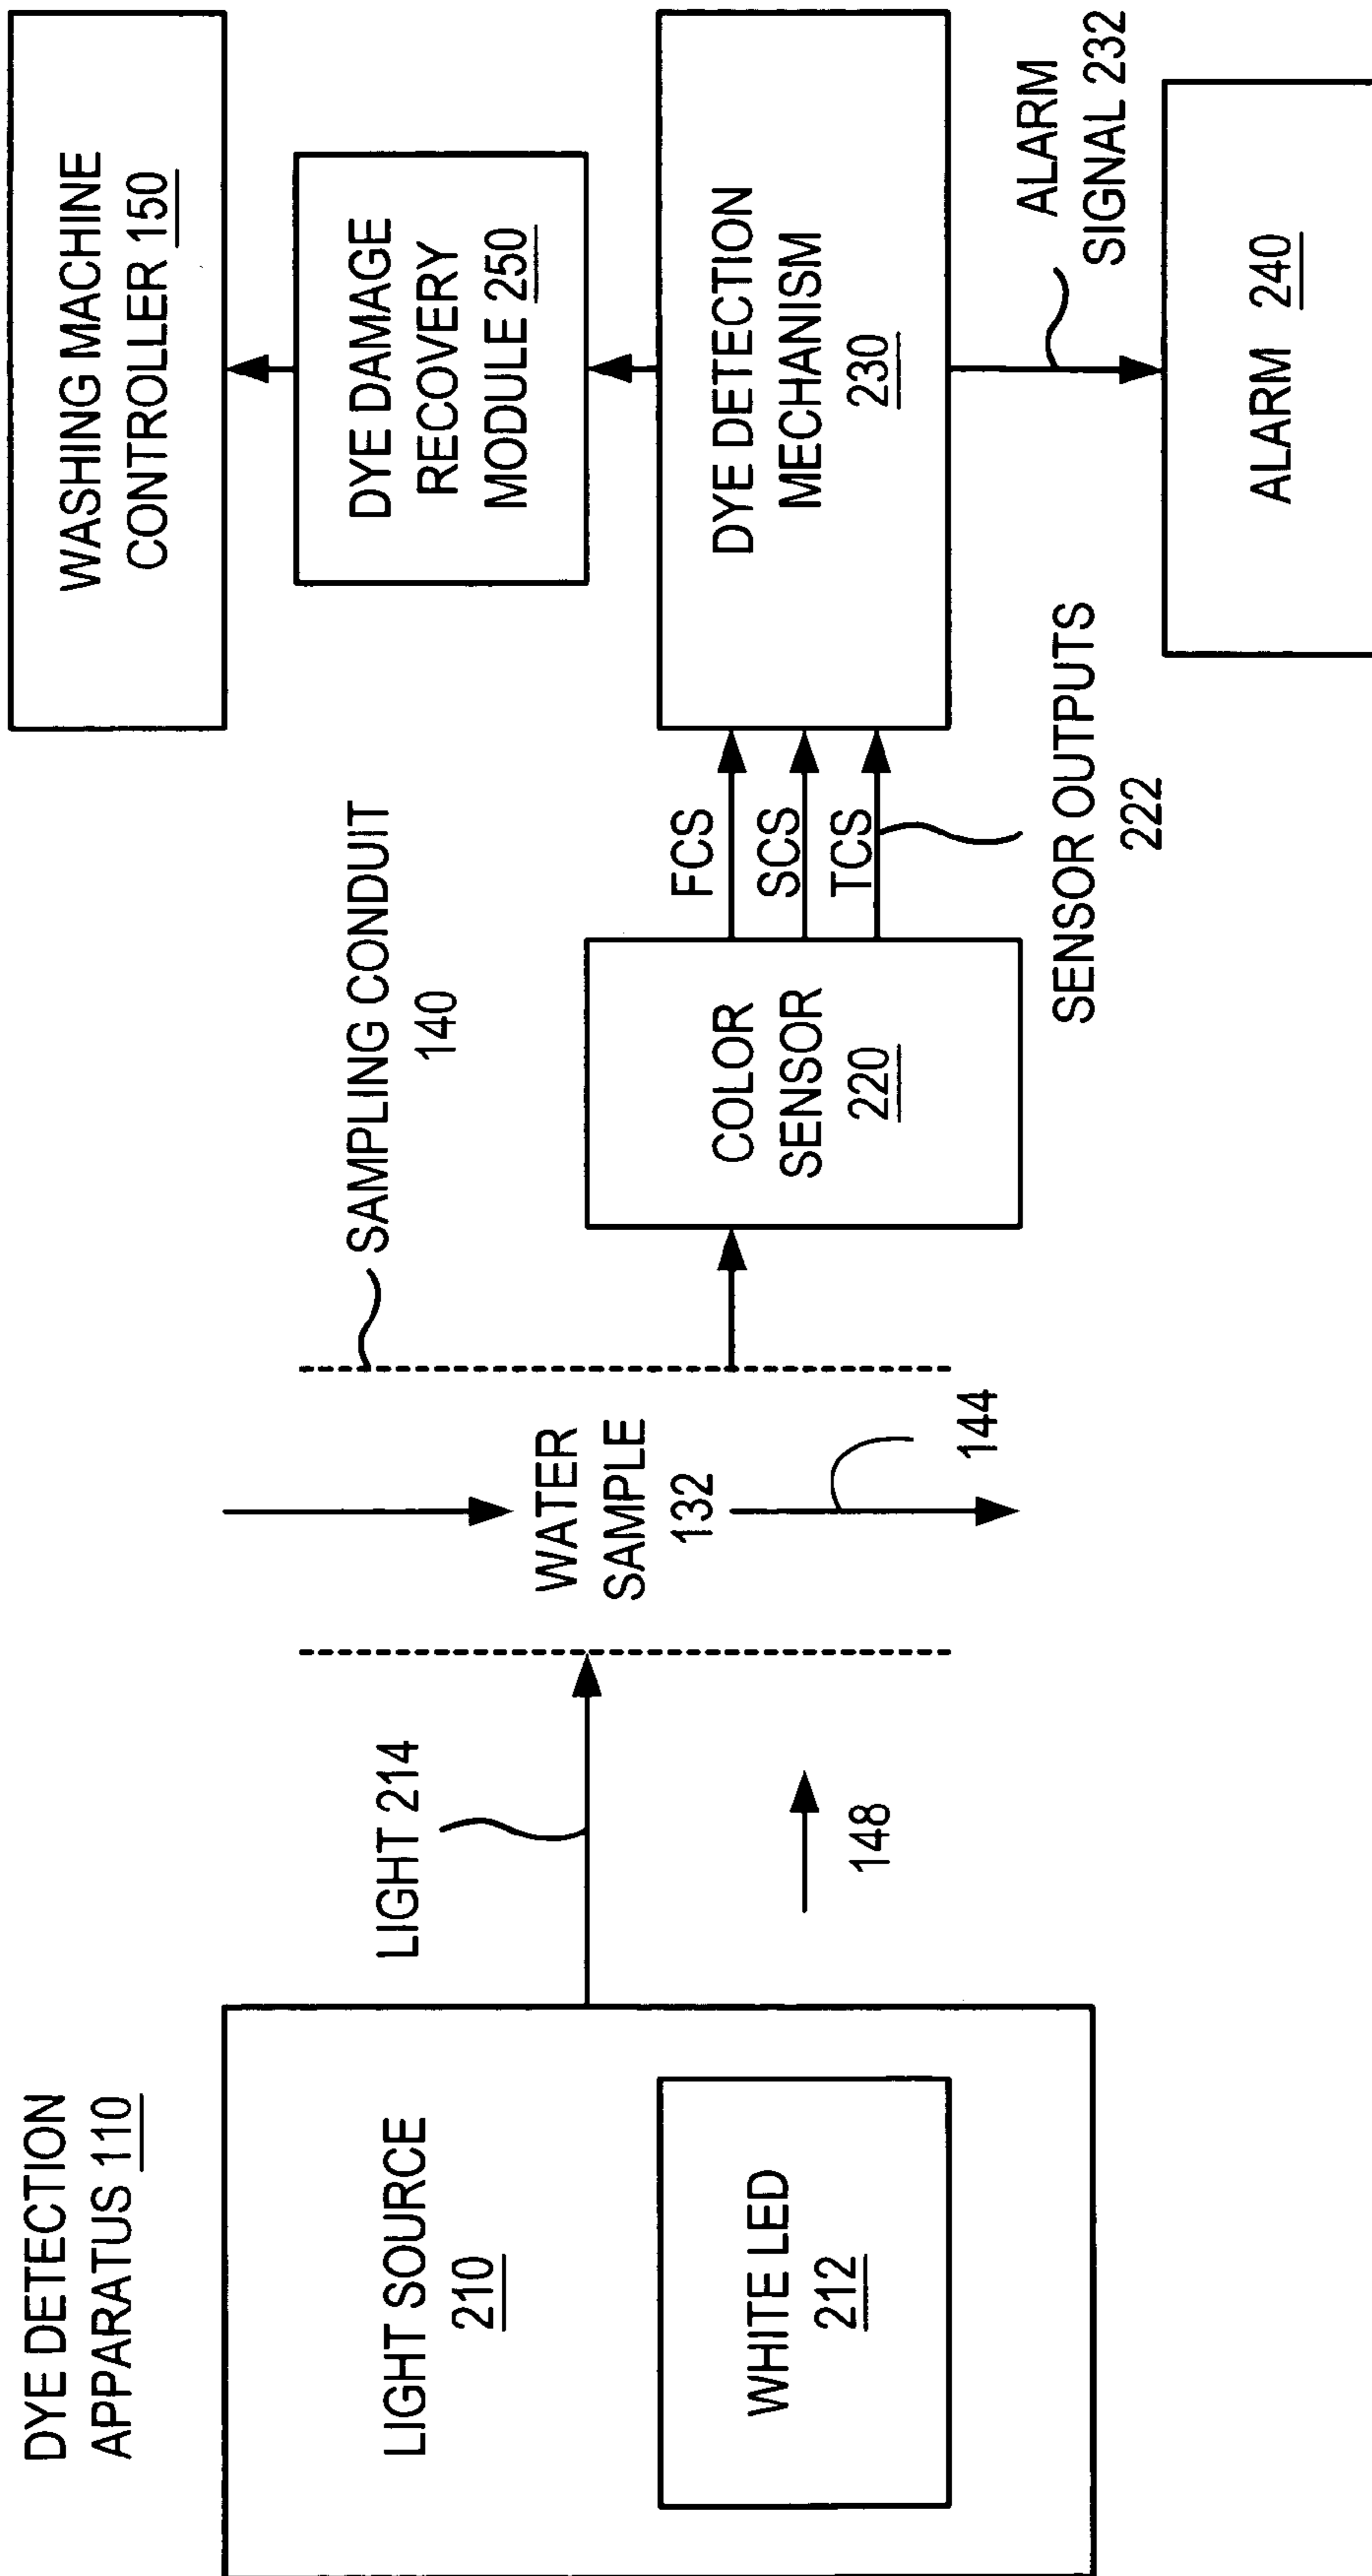 DYE DETECTION
APPARATUS 110
LIGHT SOURCE
210
WHITE LED
212
LIGHT 214
148
WATER
SAMPLE
132
144
SAMPLING CONDUIT
140
COLOR
SENSOR
220
FCS
SCS
TCS
SENSOR OUTPUTS
222
WASHING MACHINE
CONTROLLER 150
DYE DAMAGE
RECOVERY
MODULE 250
DYE DETECTION
MECHANISM
230
ALARM
SIGNAL 232
ALARM 240